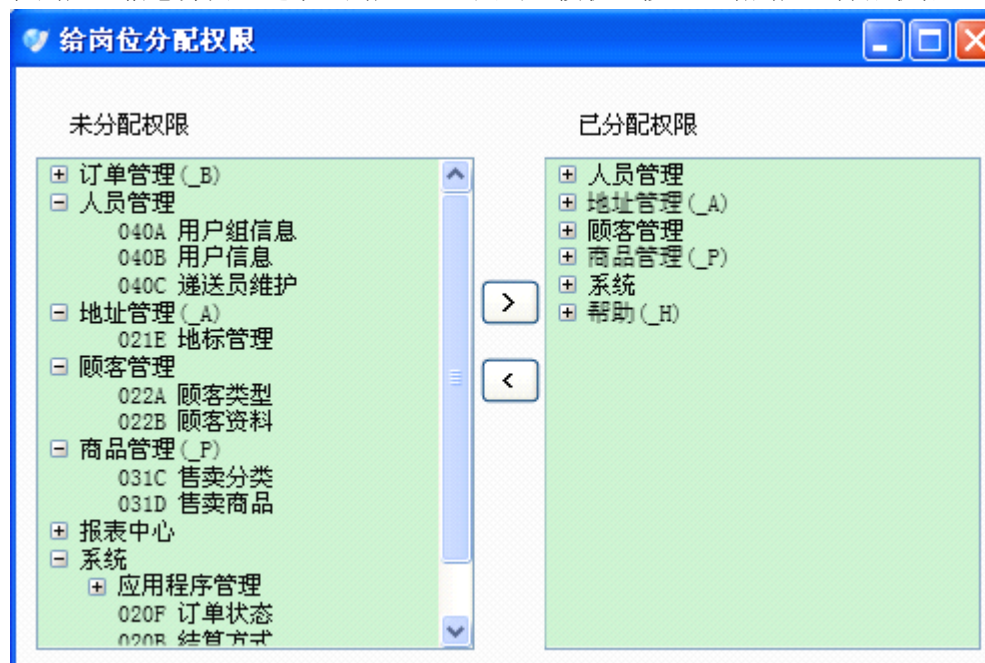 给岗位分配权限
未分配权限
已分配权限
订单管理(_B)
人员管理
040A 用户组信息
040B 用户信息
040C 递送员维护
地址管理(_A)
021E 地标管理
顾客管理
022A 顾客类型
022B 顾客资料
商品管理(_P)
031C 售卖分类
031D 售卖商品
报表中心
系统
应用程序管理
020F 订单状态
020B 结算方式
>
<
人员管理
地址管理(_A)
顾客管理
商品管理(_P)
系统
帮助(_H)